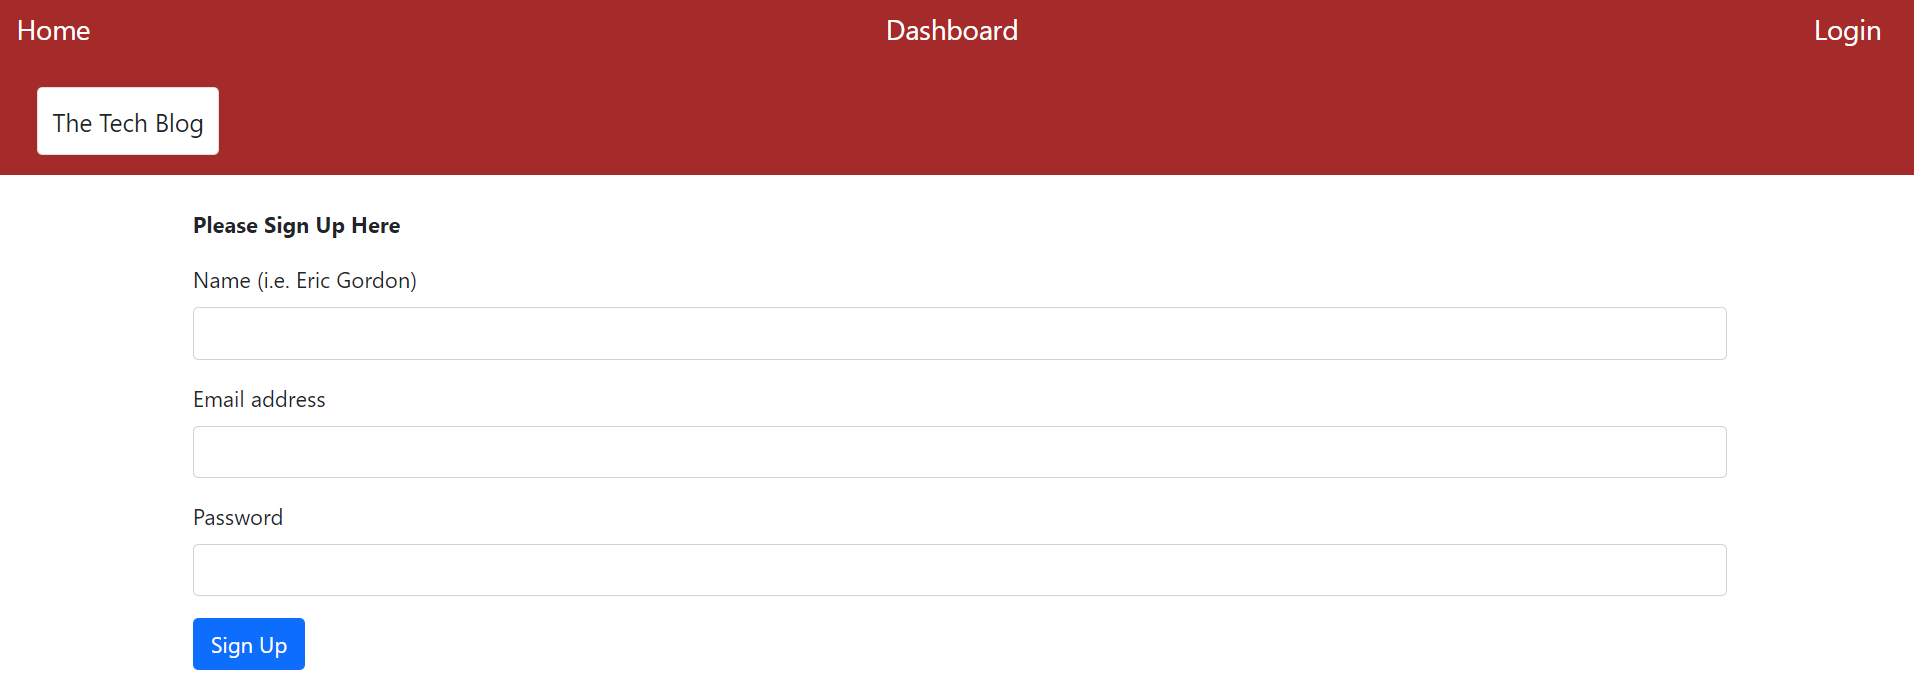 Home Dashboard Login
The Tech Blog
Please Sign Up Here
Name (i.e. Eric Gordon)
Email address
Password
Sign Up